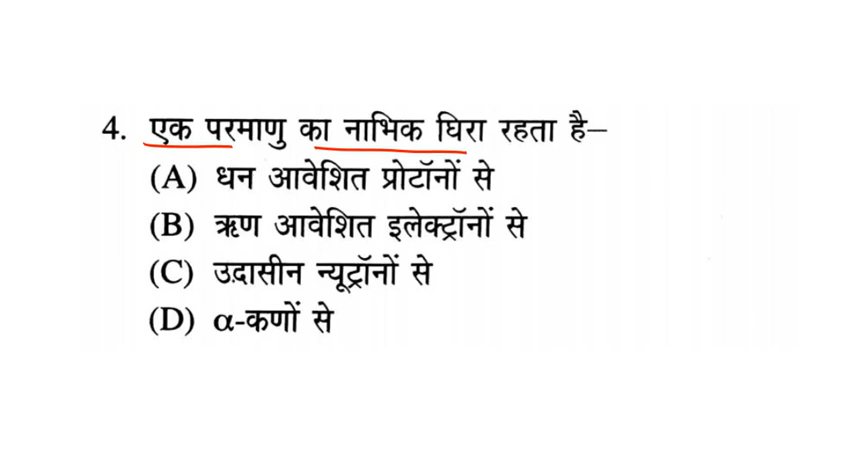 4. एक परमाणु का नाभिक घिरा रहता है–
(A) धन आवेशित प्रोटॉनों से
(B) ऋण आवेशित इलेक्ट्रॉनों से
(C) उदासीन न्यूट्रॉनों से
(D) α-कणों से